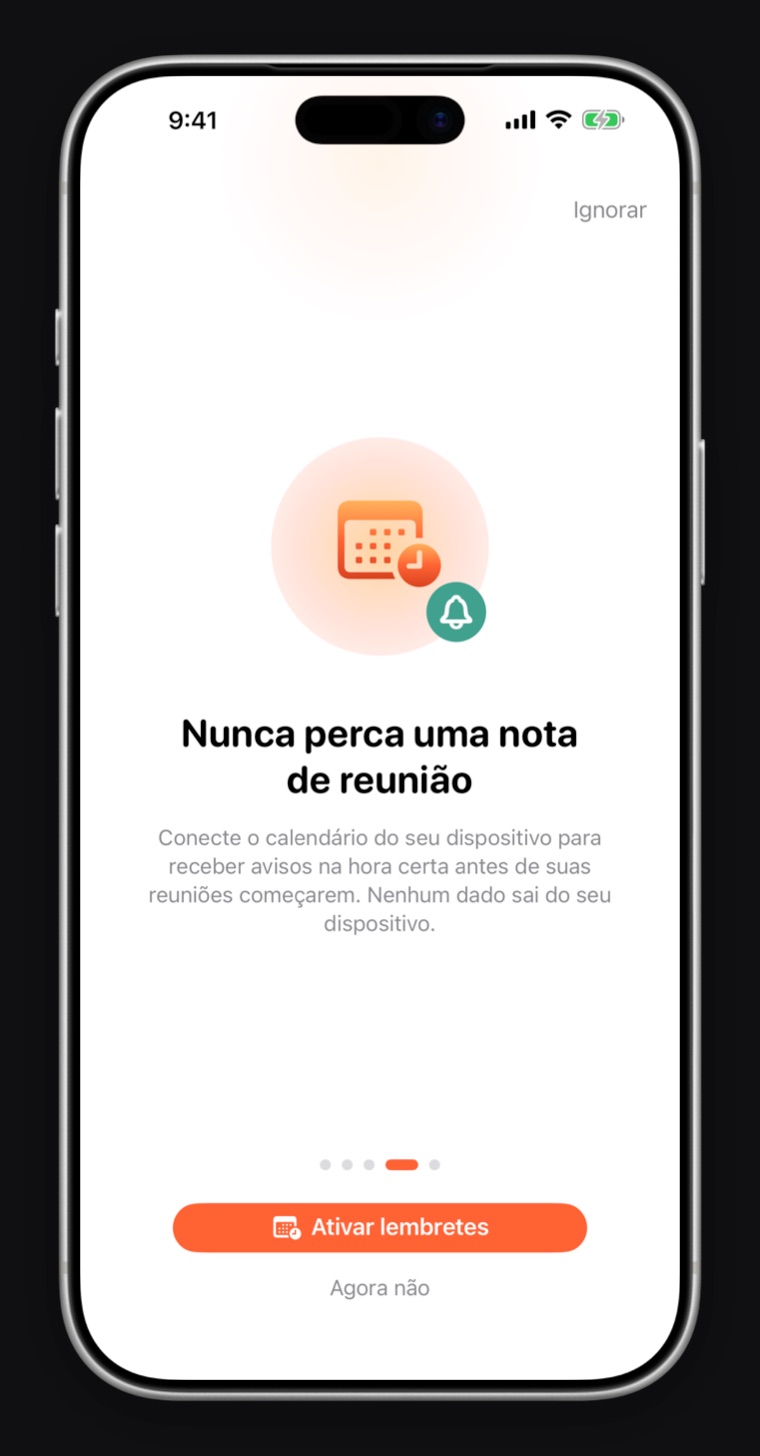 9:41
Ignorar
Nunca perca uma nota
de reunião
Conecte o calendário do seu dispositivo para
receber avisos na hora certa antes de suas
reuniões começarem. Nenhum dado sai do seu
dispositivo.
Ativar lembretes
Agora não